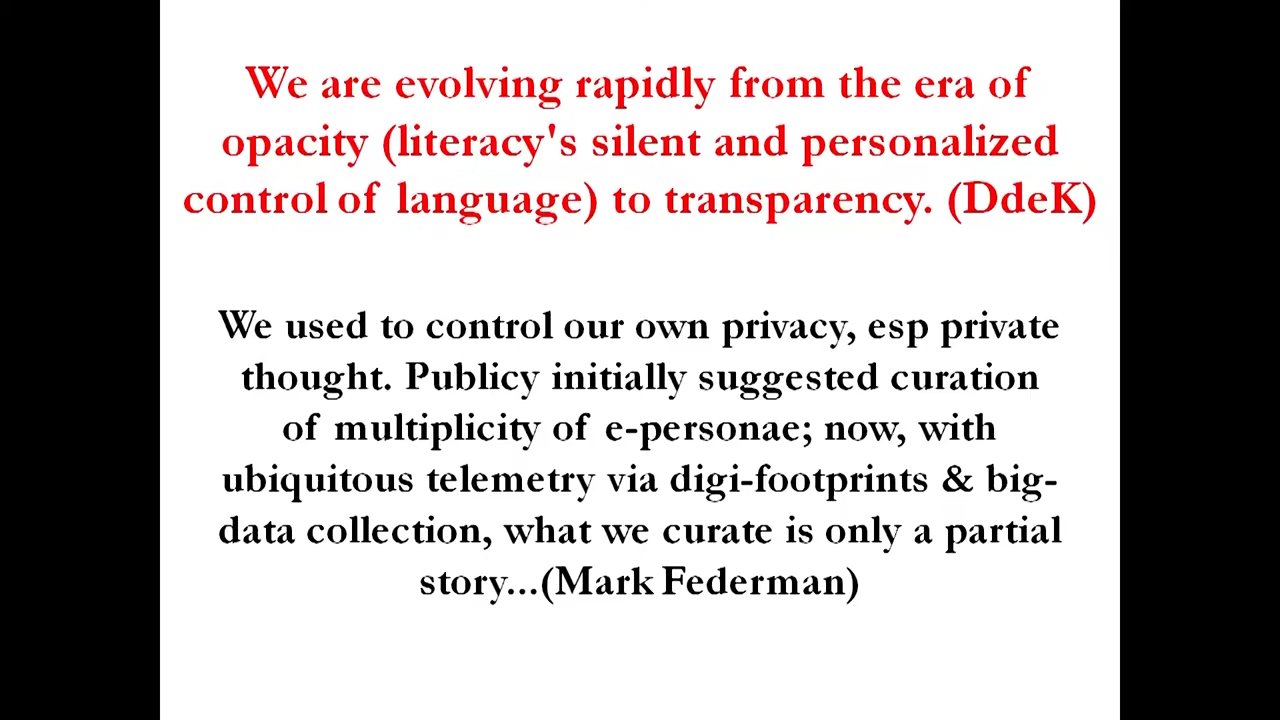 We are evolving rapidly from the era of
opacity (literacy's silent and personalized
control of language) to transparency. (DdeK)
We used to control our own privacy, esp private
thought. Publicy initially suggested curation
of multiplicity of e-personae; now, with
ubiquitous telemetry via digi-footprints & big-
data collection, what we curate is only a partial
story...(Mark Federman)